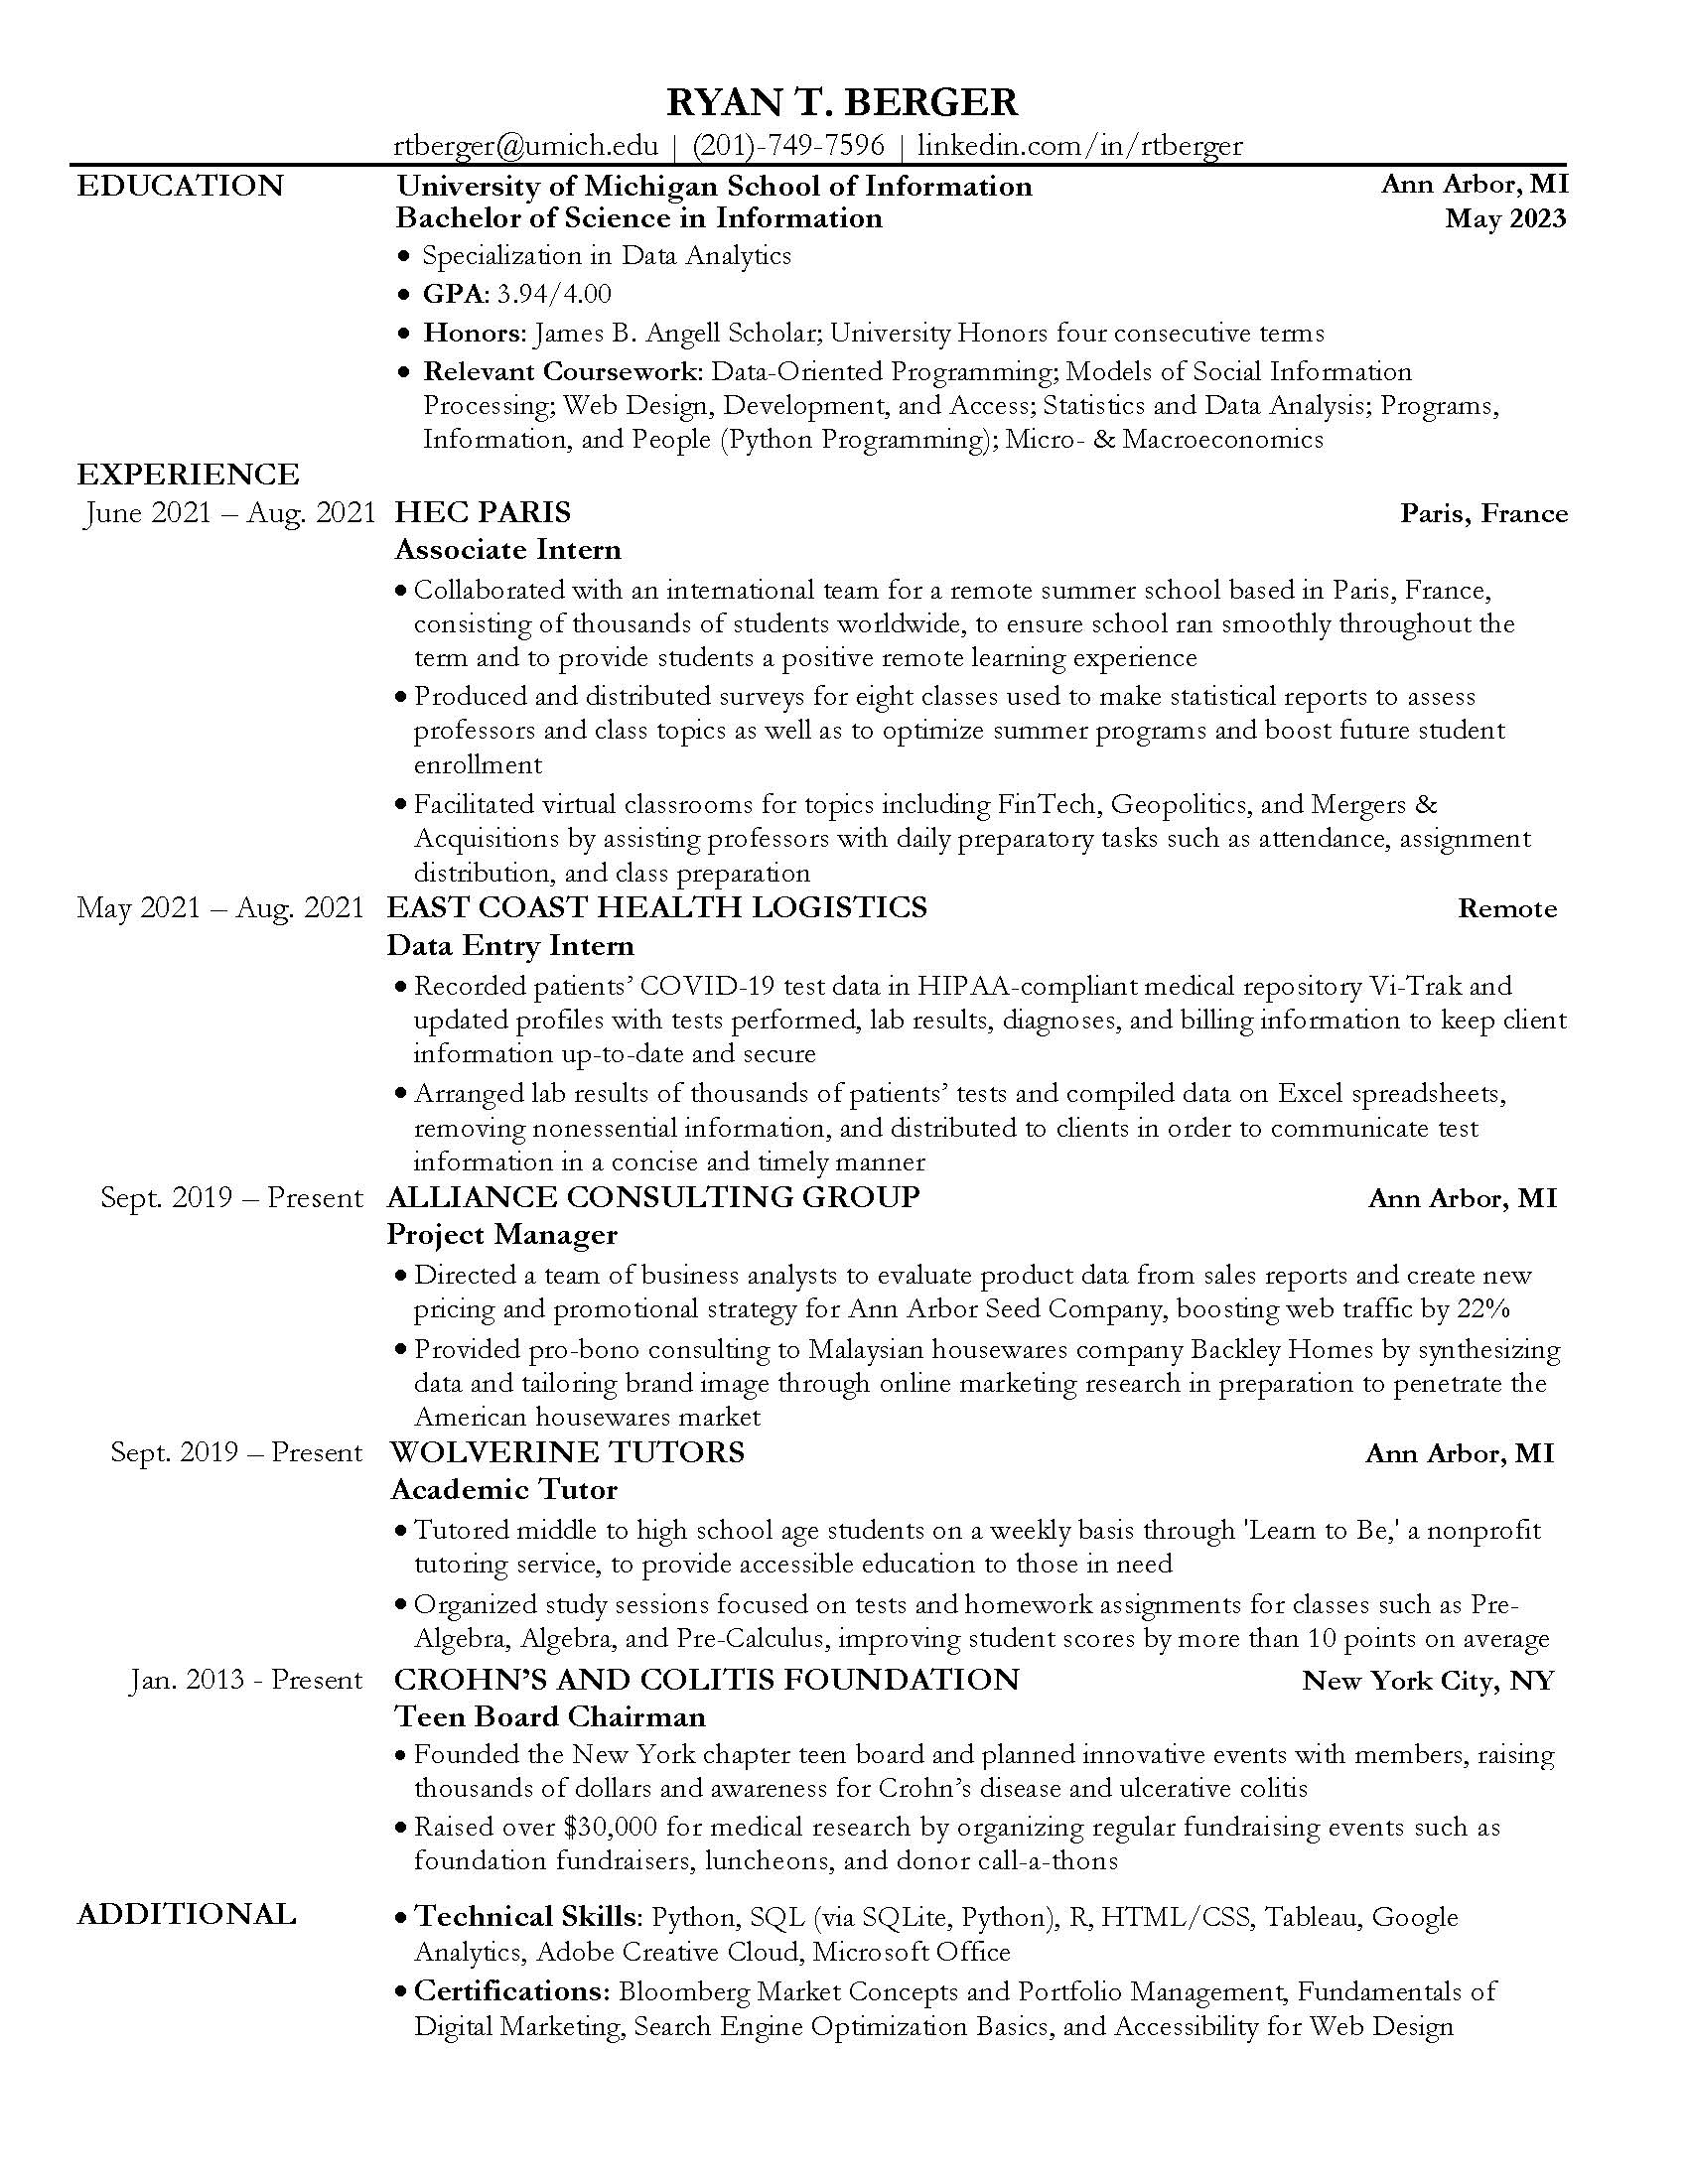 RYAN T. BERGER
rtberger@umich.edu | (201)-749-7596 | linkedin.com/in/rtberger
EDUCATION University of Michigan School of Information Ann Arbor, MI
Bachelor of Science in Information May 2023
• Specialization in Data Analytics
• GPA: 3.94/4.00
• Honors: James B. Angell Scholar; University Honors four consecutive terms
• Relevant Coursework: Data-Oriented Programming; Models of Social Information
Processing; Web Design, Development, and Access; Statistics and Data Analysis; Programs,
Information, and People (Python Programming); Micro- & Macroeconomics
EXPERIENCE
June 2021 – Aug. 2021 HEC PARIS Paris, France
Associate Intern
• Collaborated with an international team for a remote summer school based in Paris, France,
consisting of thousands of students worldwide, to ensure school ran smoothly throughout the
term and to provide students a positive remote learning experience
• Produced and distributed surveys for eight classes used to make statistical reports to assess
professors and class topics as well as to optimize summer programs and boost future student
enrollment
• Facilitated virtual classrooms for topics including FinTech, Geopolitics, and Mergers &
Acquisitions by assisting professors with daily preparatory tasks such as attendance, assignment
distribution, and class preparation
May 2021 – Aug. 2021 EAST COAST HEALTH LOGISTICS Remote
Data Entry Intern
• Recorded patients’ COVID-19 test data in HIPAA-compliant medical repository Vi-Trak and
updated profiles with tests performed, lab results, diagnoses, and billing information to keep client
information up-to-date and secure
• Arranged lab results of thousands of patients’ tests and compiled data on Excel spreadsheets,
removing nonessential information, and distributed to clients in order to communicate test
information in a concise and timely manner
Sept. 2019 – Present ALLIANCE CONSULTING GROUP Ann Arbor, MI
Project Manager
• Directed a team of business analysts to evaluate product data from sales reports and create new
pricing and promotional strategy for Ann Arbor Seed Company, boosting web traffic by 22%
• Provided pro-bono consulting to Malaysian housewares company Backley Homes by synthesizing
data and tailoring brand image through online marketing research in preparation to penetrate the
American housewares market
Sept. 2019 – Present WOLVERINE TUTORS Ann Arbor, MI
Academic Tutor
• Tutored middle to high school age students on a weekly basis through 'Learn to Be,' a nonprofit
tutoring service, to provide accessible education to those in need
• Organized study sessions focused on tests and homework assignments for classes such as Pre-
Algebra, Algebra, and Pre-Calculus, improving student scores by more than 10 points on average
Jan. 2013 - Present CROHN’S AND COLITIS FOUNDATION New York City, NY
Teen Board Chairman
• Founded the New York chapter teen board and planned innovative events with members, raising
thousands of dollars and awareness for Crohn’s disease and ulcerative colitis
• Raised over $30,000 for medical research by organizing regular fundraising events such as
foundation fundraisers, luncheons, and donor call-a-thons
ADDITIONAL • Technical Skills: Python, SQL (via SQLite, Python), R, HTML/CSS, Tableau, Google
Analytics, Adobe Creative Cloud, Microsoft Office
• Certifications: Bloomberg Market Concepts and Portfolio Management, Fundamentals of
Digital Marketing, Search Engine Optimization Basics, and Accessibility for Web Design